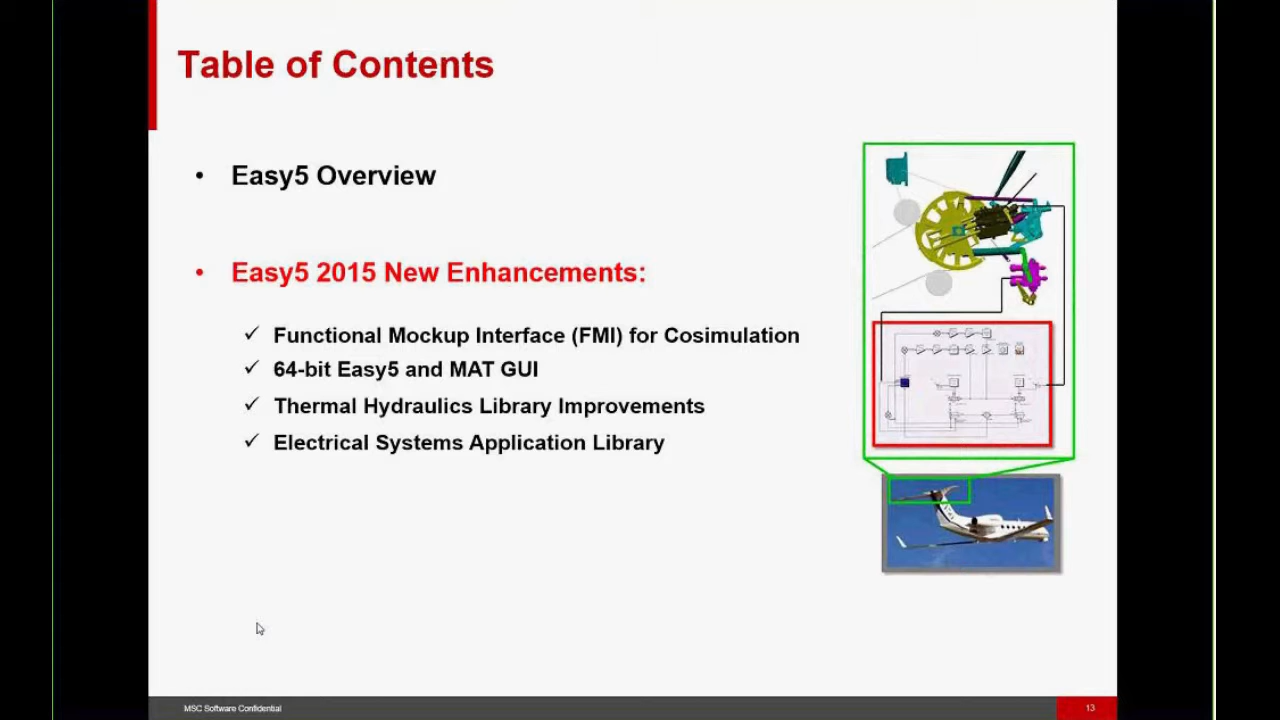 Table of Contents
• Easy5 Overview
• Easy5 2015 New Enhancements:
✓ Functional Mockup Interface (FMI) for Cosimulation
✓ 64-bit Easy5 and MAT GUI
✓ Thermal Hydraulics Library Improvements
✓ Electrical Systems Application Library
MSC Software Confidential
13